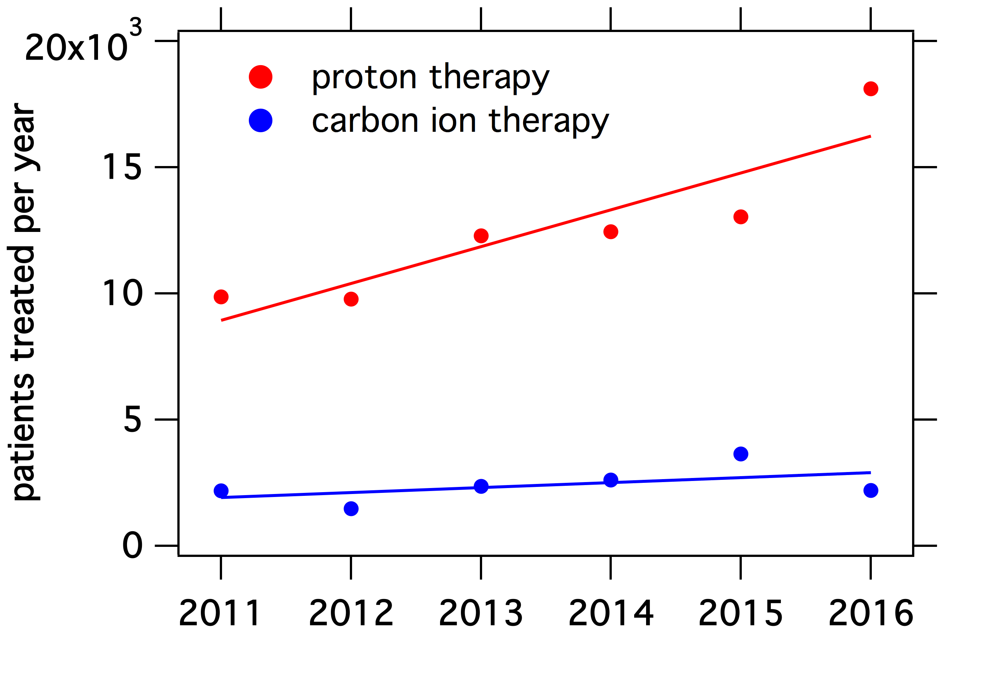 20x10³
proton therapy
carbon ion therapy
15
10
5
0
patients treated per year
2011 2012 2013 2014 2015 2016